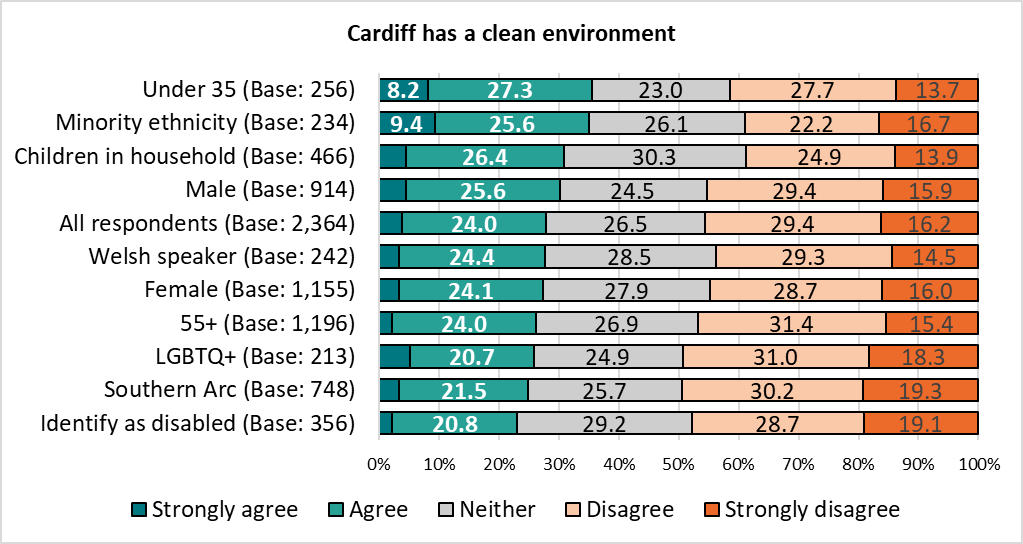 Cardiff has a clean environment
Under 35 (Base: 256) 8.2 27.3 23.0 27.7 13.7
Minority ethnicity (Base: 234) 9.4 25.6 26.1 22.2 16.7
Children in household (Base: 466) 26.4 30.3 24.9 13.9
Male (Base: 914) 25.6 24.5 29.4 15.9
All respondents (Base: 2,364) 24.0 26.5 29.4 16.2
Welsh speaker (Base: 242) 24.4 28.5 29.3 14.5
Female (Base: 1,155) 24.1 27.9 28.7 16.0
55+ (Base: 1,196) 24.0 26.9 31.4 15.4
LGBTQ+ (Base: 213) 20.7 24.9 31.0 18.3
Southern Arc (Base: 748) 21.5 25.7 30.2 19.3
Identify as disabled (Base: 356) 20.8 29.2 28.7 19.1
0% 10% 20% 30% 40% 50% 60% 70% 80% 90% 100%
Strongly agree Agree Neither Disagree Strongly disagree